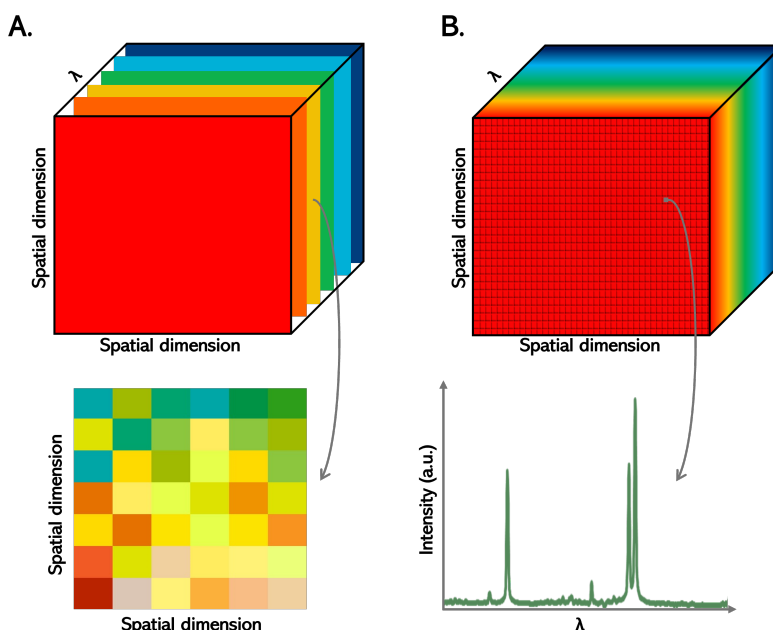 A.
λ
Spatial dimension
Spatial dimension
Spatial dimension
Spatial dimension
B.
λ
Spatial dimension
Spatial dimension
Intensity (a.u.)
λ